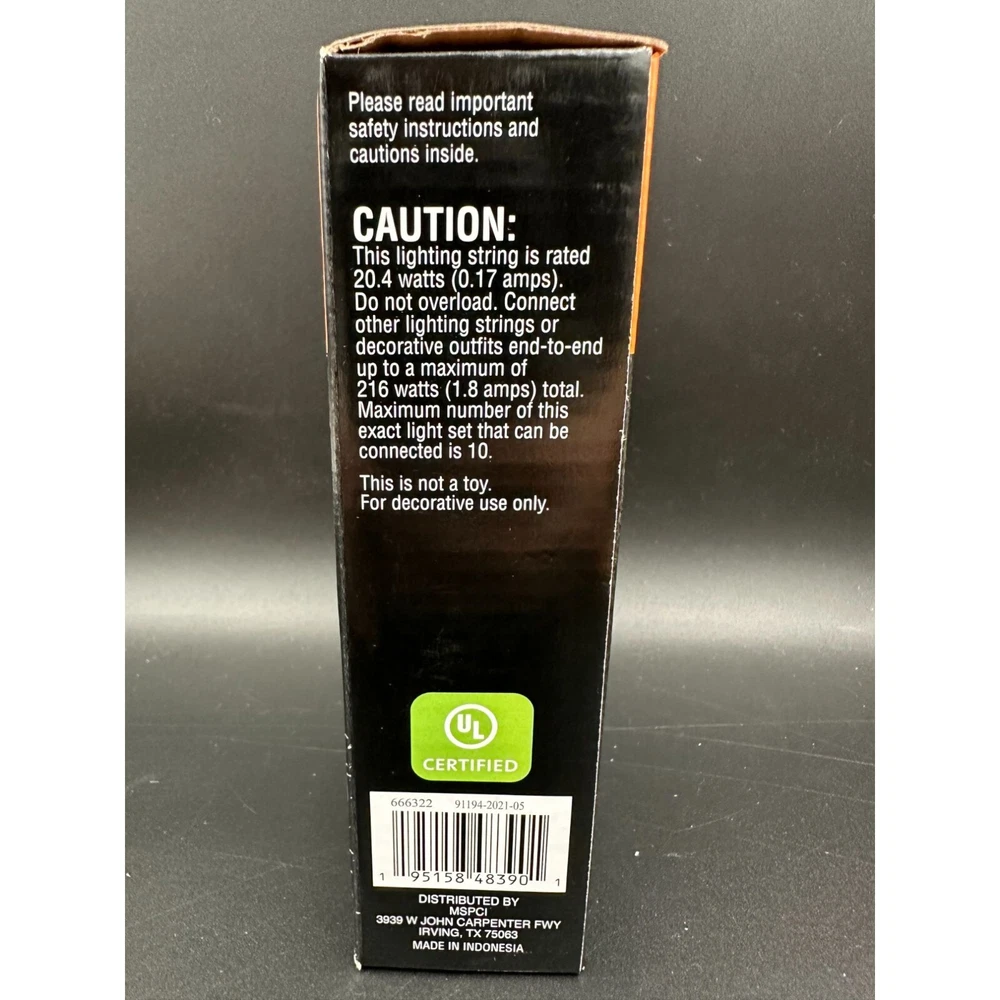 Please read important
safety instructions and
cautions inside.
CAUTION:
This lighting string is rated
20.4 watts (0.17 amps).
Do not overload. Connect
other lighting strings or
decorative outfits end-to-end
up to a maximum of
216 watts (1.8 amps) total.
Maximum number of this
exact light set that can be
connected is 10.
This is not a toy.
For decorative use only.
UL
CERTIFIED
666322 91194-2021-05
1 95158 48390 1
DISTRIBUTED BY
MSPCI
3939 W JOHN CARPENTER FWY
IRVING, TX 75063
MADE IN INDONESIA